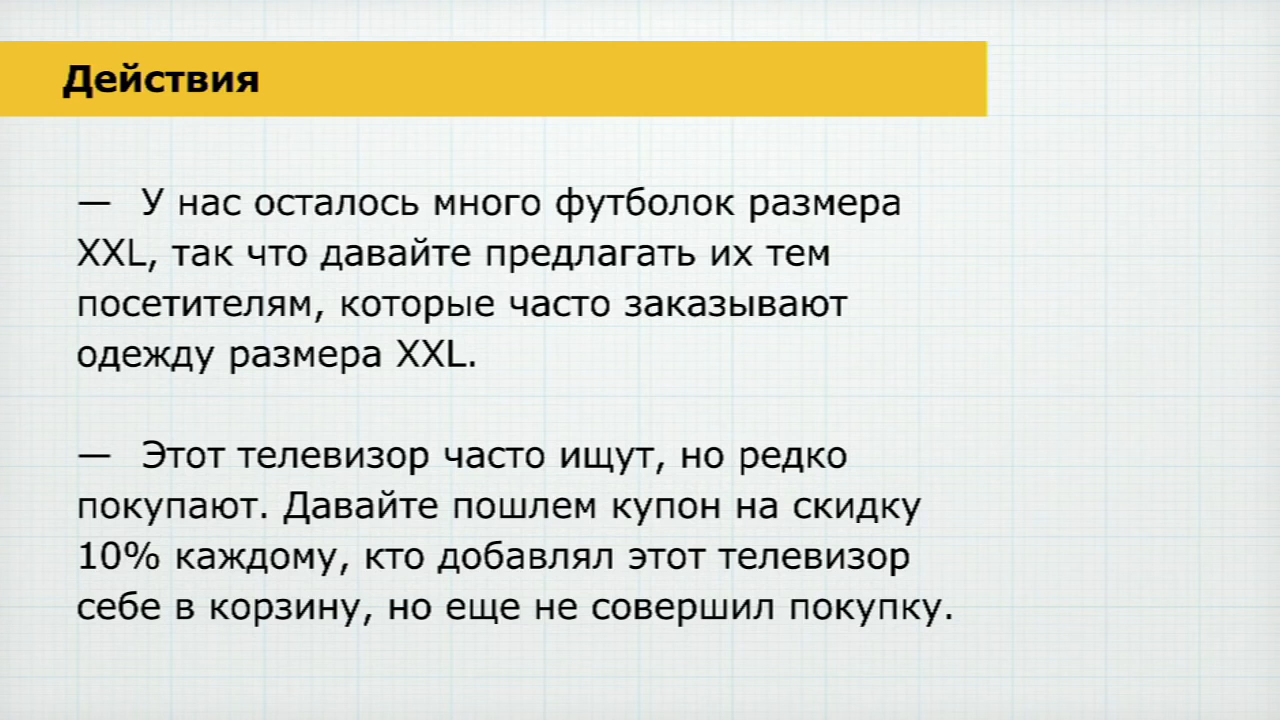 Действия
— У нас осталось много футболок размера
XXL, так что давайте предлагать их тем
посетителям, которые часто заказывают
одежду размера XXL.
— Этот телевизор часто ищут, но редко
покупают. Давайте пошлем купон на скидку
10% каждому, кто добавлял этот телевизор
себе в корзину, но еще не совершил покупку.